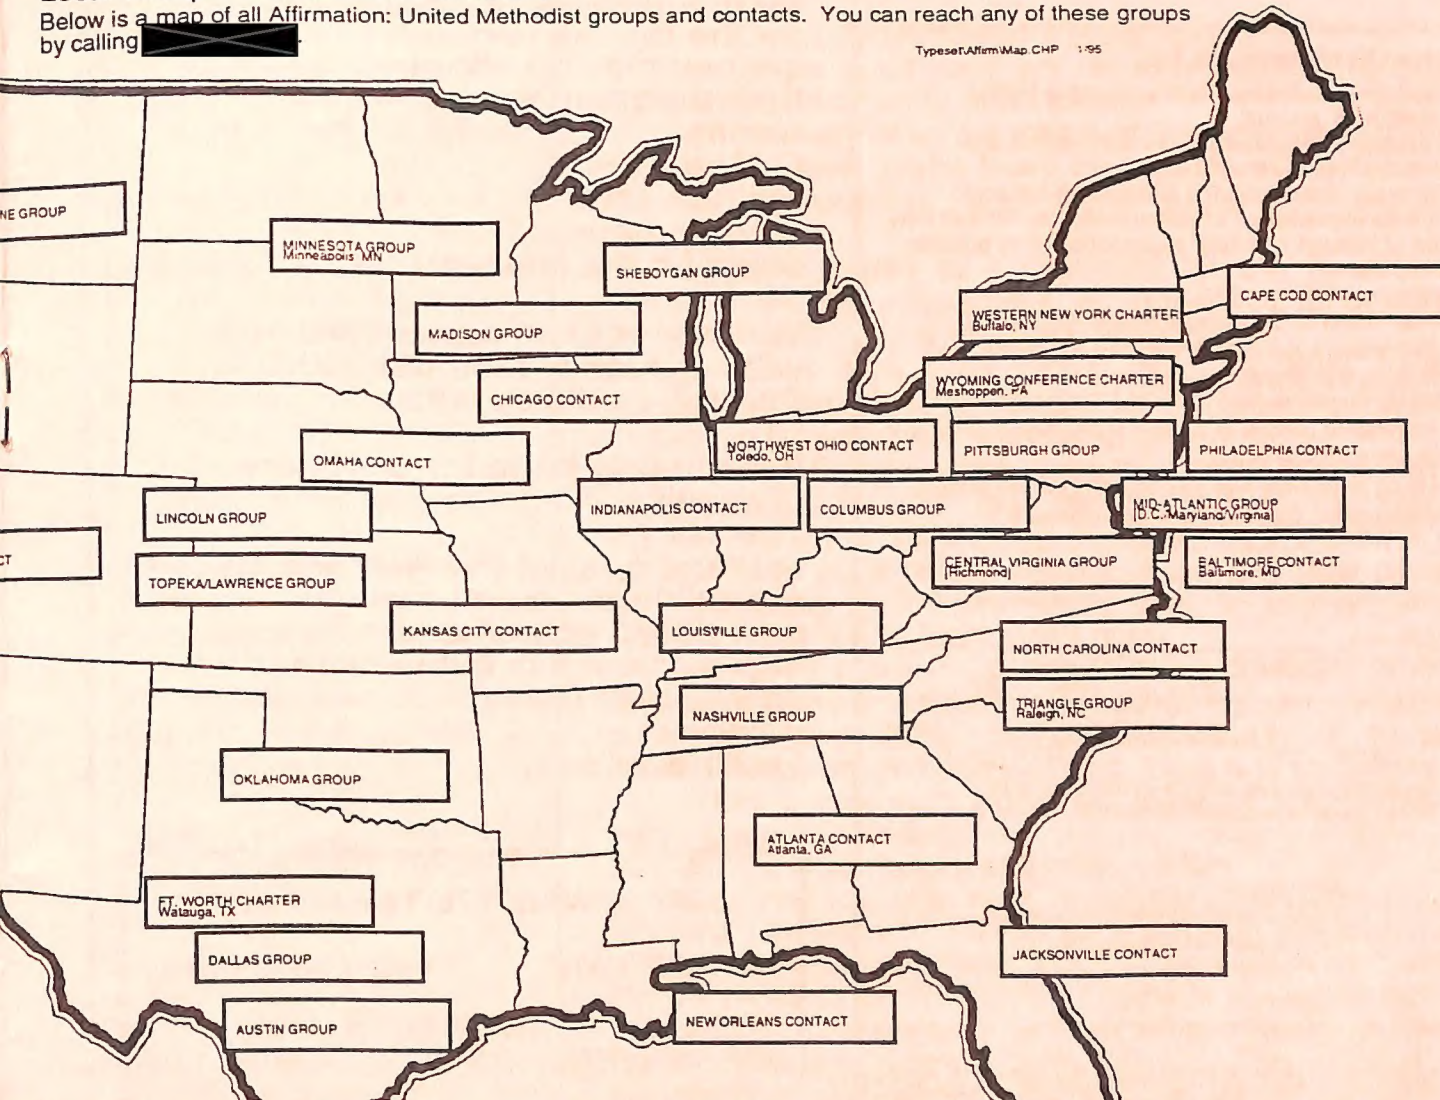 Below is a map of all Affirmation: United Methodist groups and contacts. You can reach any of these groups
by calling
Typeset\Affirm\Map.CHP 1/95
NE GROUP
MINNESOTA GROUP
Minneapolis MN
SHEBOYGAN GROUP
CAPE COD CONTACT
WESTERN NEW YORK CHARTER
Buffalo, NY
MADISON GROUP
WYOMING CONFERENCE CHARTER
Meshoppen, PA
CHICAGO CONTACT
NORTHWEST OHIO CONTACT
Toledo, OH
PITTSBURGH GROUP
PHILADELPHIA CONTACT
OMAHA CONTACT
LINCOLN GROUP
INDIANAPOLIS CONTACT
COLUMBUS GROUP
MID-ATLANTIC GROUP
[D.C./Maryland/Virginia]
CT
TOPEKA/LAWRENCE GROUP
CENTRAL VIRGINIA GROUP
[Richmond]
BALTIMORE CONTACT
Baltimore, MD
KANSAS CITY CONTACT
LOUISVILLE GROUP
NORTH CAROLINA CONTACT
NASHVILLE GROUP
TRIANGLE GROUP
Raleigh, NC
OKLAHOMA GROUP
ATLANTA CONTACT
Atlanta, GA
FT. WORTH CHARTER
Watauga, TX
DALLAS GROUP
JACKSONVILLE CONTACT
AUSTIN GROUP
NEW ORLEANS CONTACT